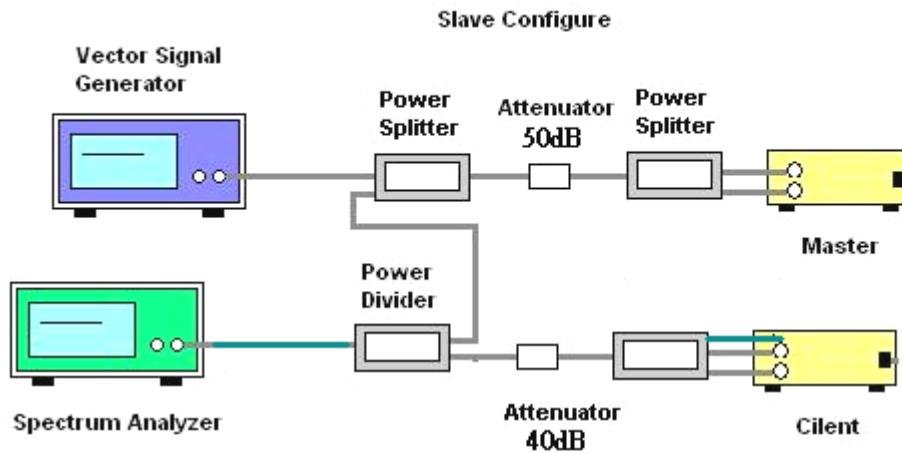 Slave Configure
Vector Signal
Generator
Power
Splitter
Attenuator
50dB
Power
Splitter
Master
Power
Divider
Spectrum Analyzer
Attenuator
40dB
Cilent